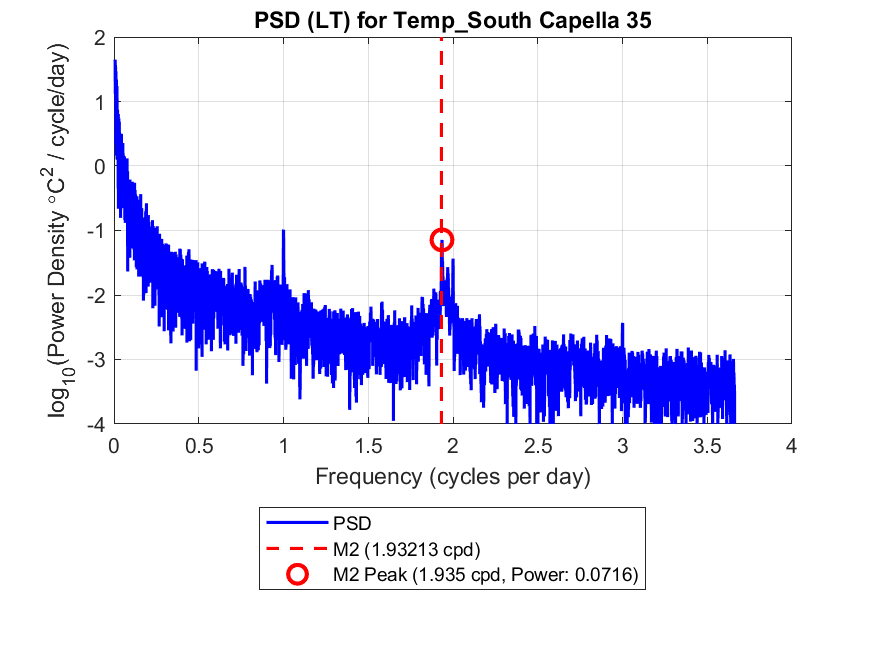 PSD (LT) for Temp_South Capella 35
log10(Power Density °C2 / cycle/day)
2
1
0
-1
-2
-3
-4
0 0.5 1 1.5 2 2.5 3 3.5 4
Frequency (cycles per day)
PSD
M2 (1.93213 cpd)
M2 Peak (1.935 cpd, Power: 0.0716)